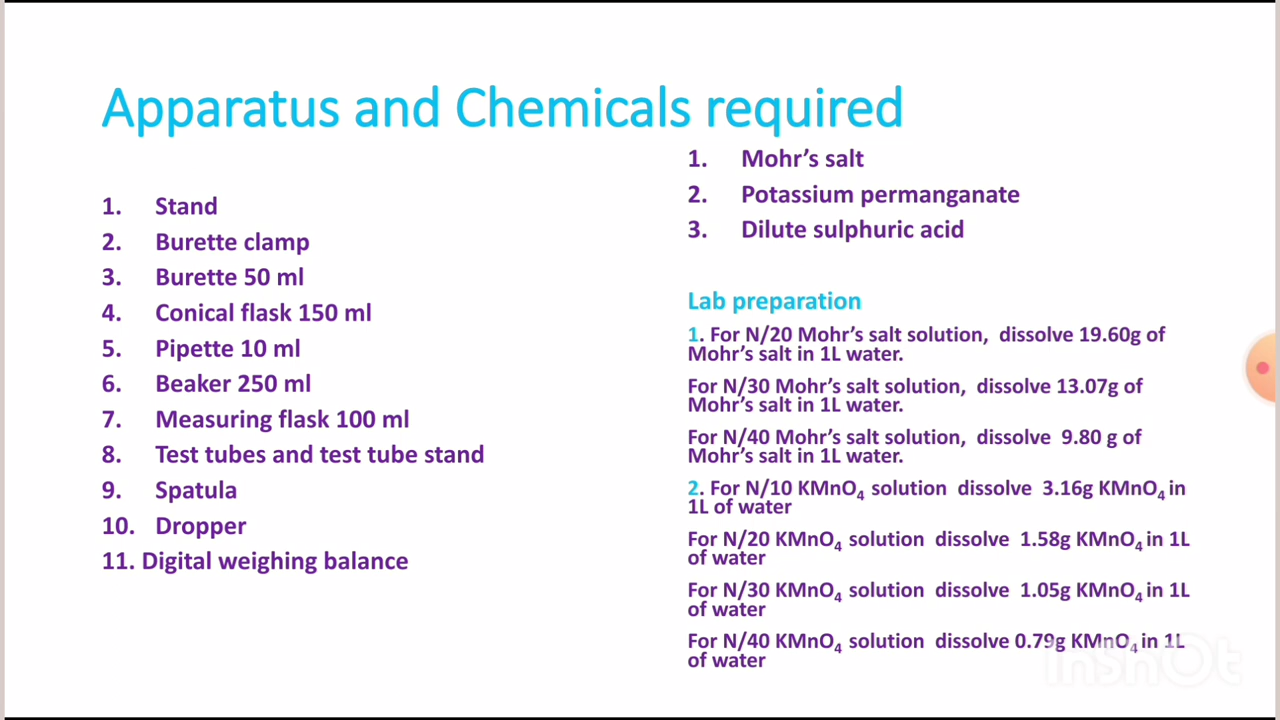 Apparatus and Chemicals required
1. Stand
2. Burette clamp
3. Burette 50 ml
4. Conical flask 150 ml
5. Pipette 10 ml
6. Beaker 250 ml
7. Measuring flask 100 ml
8. Test tubes and test tube stand
9. Spatula
10. Dropper
11. Digital weighing balance
1. Mohr’s salt
2. Potassium permanganate
3. Dilute sulphuric acid
Lab preparation
1. For N/20 Mohr’s salt solution, dissolve 19.60g of
Mohr’s salt in 1L water.
For N/30 Mohr’s salt solution, dissolve 13.07g of
Mohr’s salt in 1L water.
For N/40 Mohr’s salt solution, dissolve 9.80 g of
Mohr’s salt in 1L water.
2. For N/10 KMnO₄ solution dissolve 3.16g KMnO₄ in
1L of water
For N/20 KMnO₄ solution dissolve 1.58g KMnO₄ in 1L
of water
For N/30 KMnO₄ solution dissolve 1.05g KMnO₄ in 1L
of water
For N/40 KMnO₄ solution dissolve 0.79g KMnO₄ in 1L
of water
InShOt